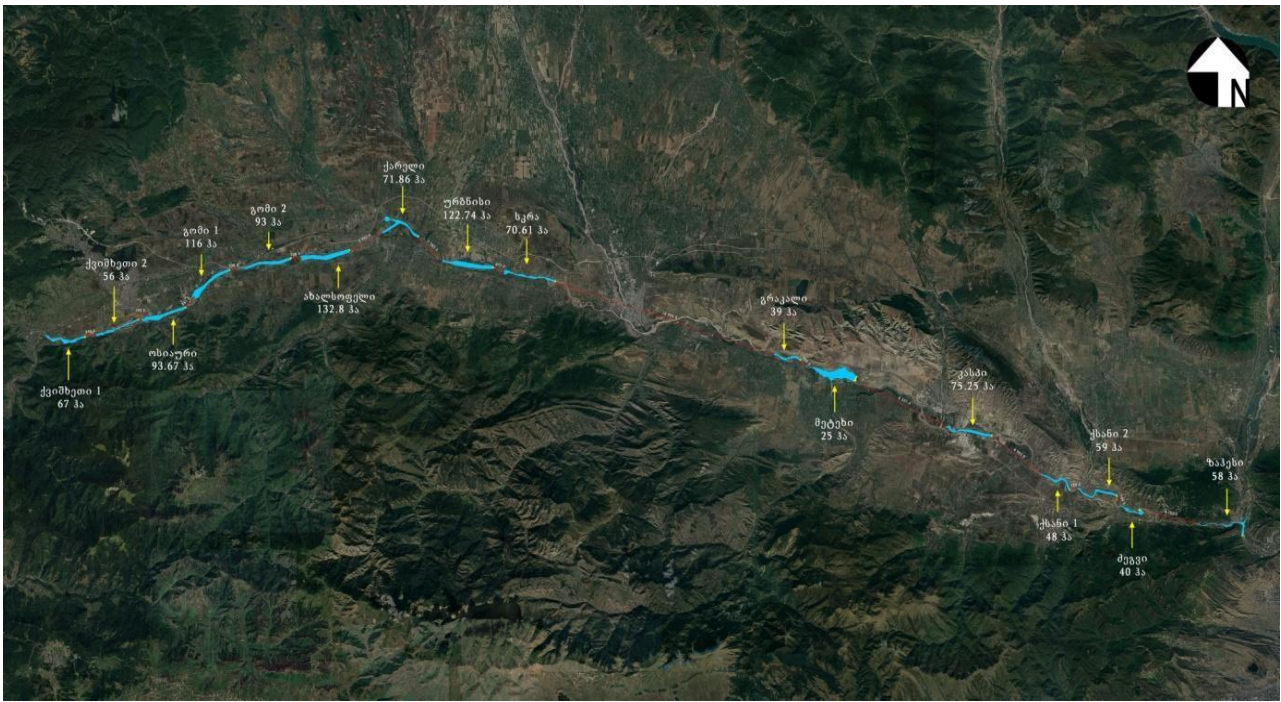 N
ქარელი
71.86 ჰა
გომი 2
93 ჰა
ურბნისი
122.74 ჰა
სკრა
70.61 ჰა
გომი 1
116 ჰა
ქვიშხეთი 2
56 ჰა
ახალსოფელი
132.8 ჰა
გრაკალი
39 ჰა
ოსიაური
93.67 ჰა
ქვიშხეთი 1
67 ჰა
კასპი
75.25 ჰა
მეტეხი
25 ჰა
ქსანი 2
59 ჰა
ზაჰესი
58 ჰა
ქსანი 1
48 ჰა
ძეგვი
40 ჰა